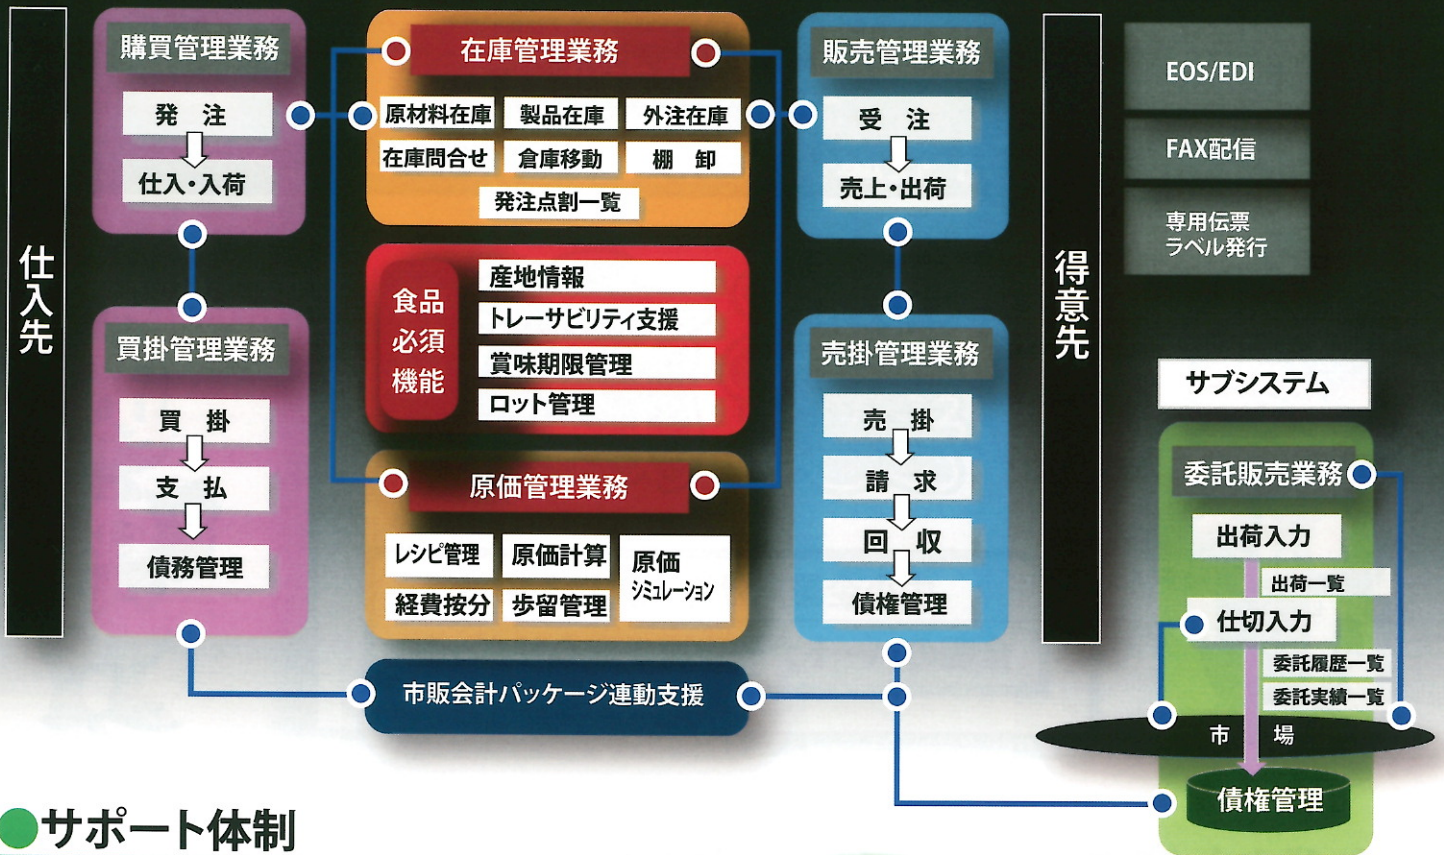 仕入先
購買管理業務
発 注
仕入・入荷
買掛管理業務
買 掛
支 払
債務管理
在庫管理業務
原材料在庫
製品在庫
外注在庫
在庫問合せ
倉庫移動
棚 卸
発注点割一覧
食品
必須
機能
産地情報
トレーサビリティ支援
賞味期限管理
ロット管理
原価管理業務
レシピ管理
原価計算
原価
シミュレーション
経費按分
歩留管理
市販会計パッケージ連動支援
販売管理業務
受 注
売上・出荷
売掛管理業務
売 掛
請 求
回 収
債権管理
得意先
EOS/EDI
FAX配信
専用伝票
ラベル発行
サブシステム
委託販売業務
出荷入力
出荷一覧
仕切入力
委託履歴一覧
委託実績一覧
市 場
債権管理
●サポート体制